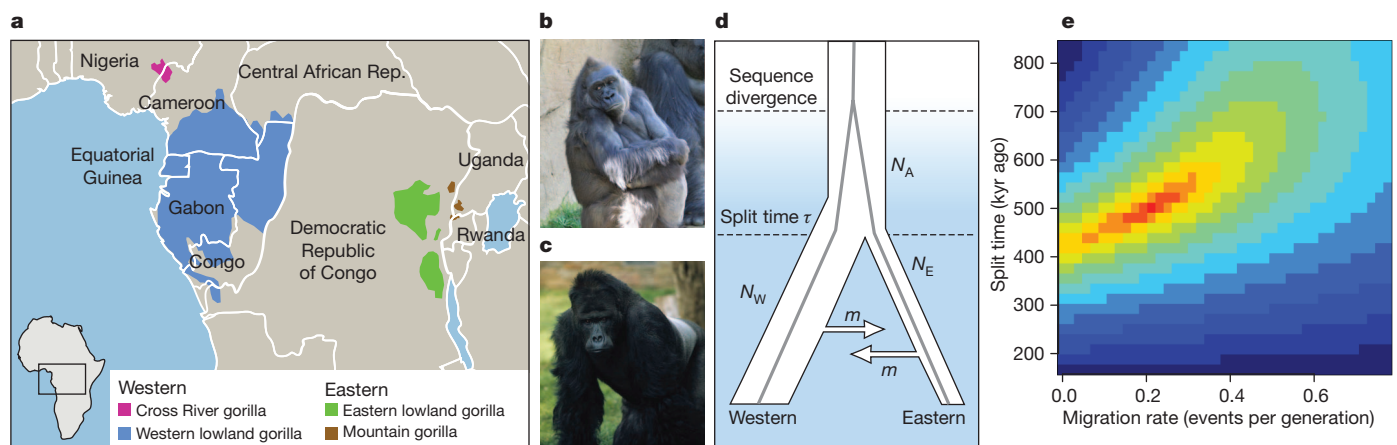 a
Nigeria
Central African Rep.
Cameroon
Equatorial
Guinea
Gabon
Congo
Democratic
Republic
of Congo
Uganda
Rwanda
Western
Cross River gorilla
Western lowland gorilla
Eastern
Eastern lowland gorilla
Mountain gorilla
b
c
d
Sequence
divergence
N_A
Split time τ
N_W
N_E
m
m
Western
Eastern
e
Split time (kyr ago)
800
700
600
500
400
300
200
0.0
0.2
0.4
0.6
Migration rate (events per generation)